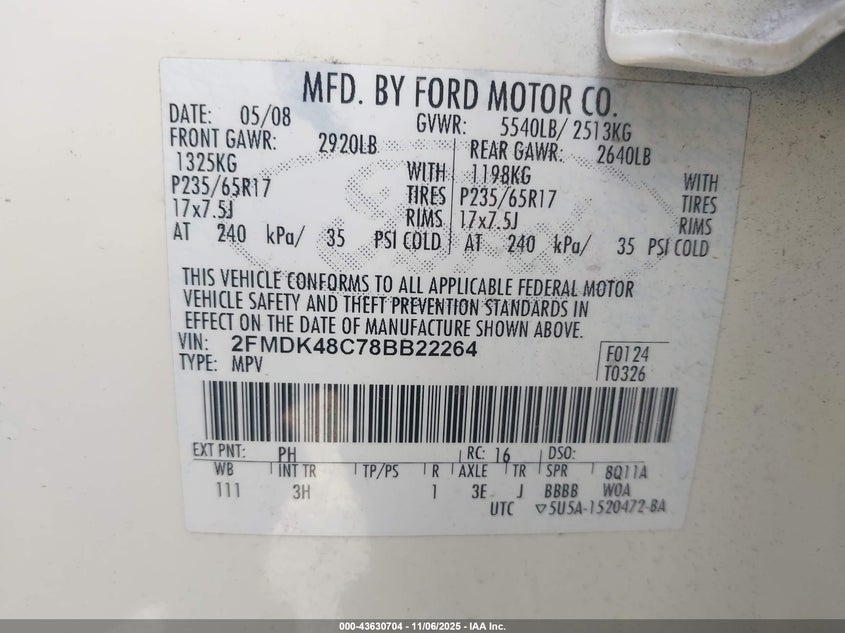 MFD. BY FORD MOTOR CO.
DATE: 05/08 GVWR: 5540LB/ 2513KG
FRONT GAWR: 2920LB REAR GAWR: 2640LB
1325KG WITH 1198KG WITH
P235/65R17 TIRES P235/65R17 TIRES
17x7.5J RIMS 17x7.5J RIMS
AT 240 kPa/ 35 PSI COLD AT 240 kPa/ 35 PSI COLD
THIS VEHICLE CONFORMS TO ALL APPLICABLE FEDERAL MOTOR
VEHICLE SAFETY AND THEFT PREVENTION STANDARDS IN
EFFECT ON THE DATE OF MANUFACTURE SHOWN ABOVE.
VIN: 2FMDK48C78BB22264 F0124
TYPE: MPV T0326
EXT PNT: PH RC: 16 DSO:
WB INT TR TP/PS R AXLE TR SPR 8Q11A
111 3H 1 3E J BBBB W0A
UTC ▽5U5A-1520472-BA
000-43630704 - 11/06/2025 - IAA Inc.